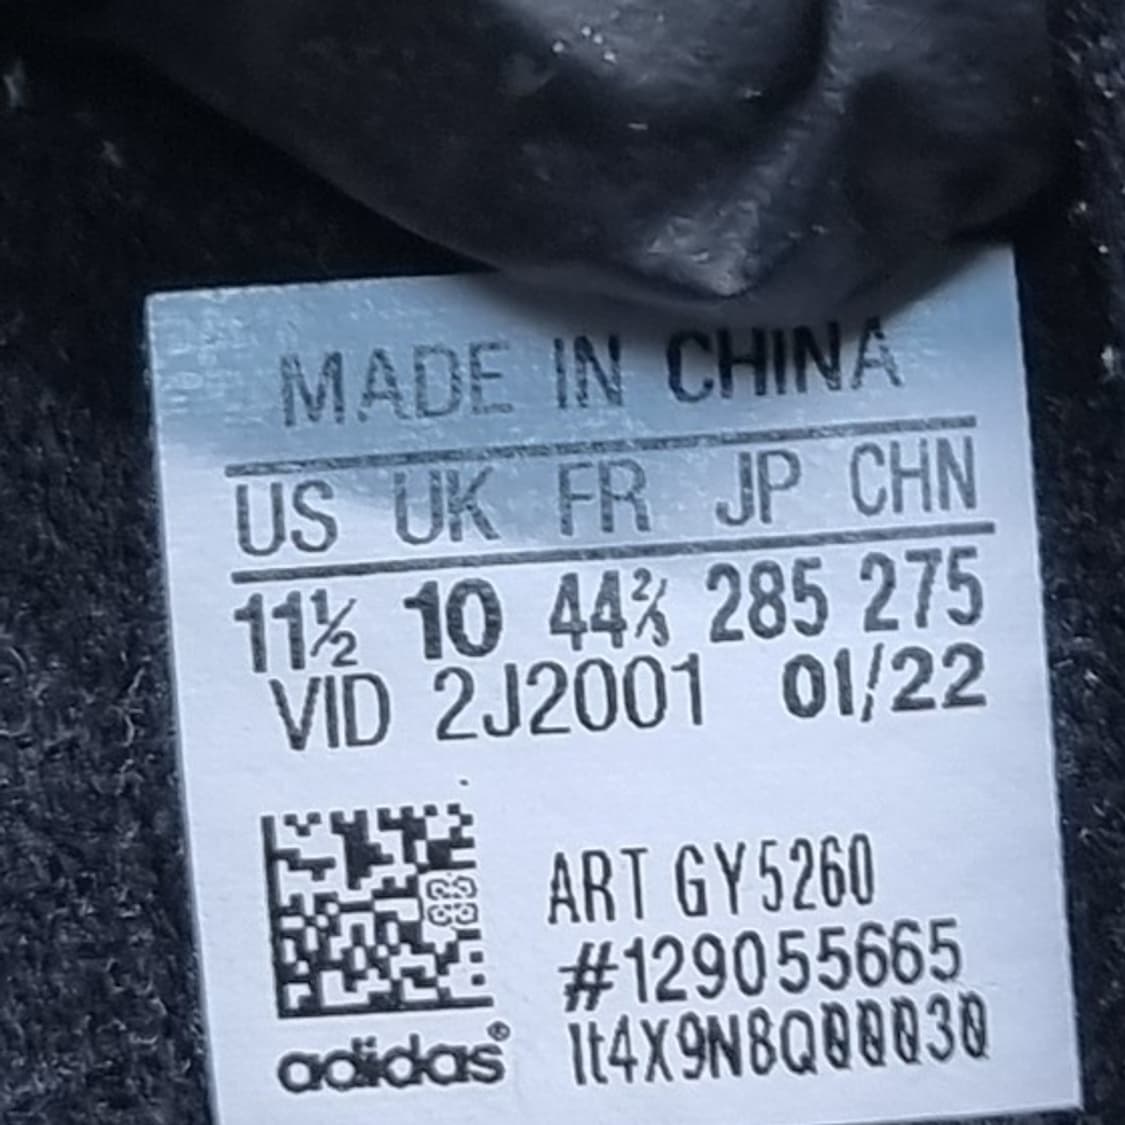 MADE IN CHINA
US UK FR JP CHN
11½ 10 44⅔ 285 275
VID 2J2001 01/22
ART GY5260
#129055665
1t4X9N8Q00030
adidas®